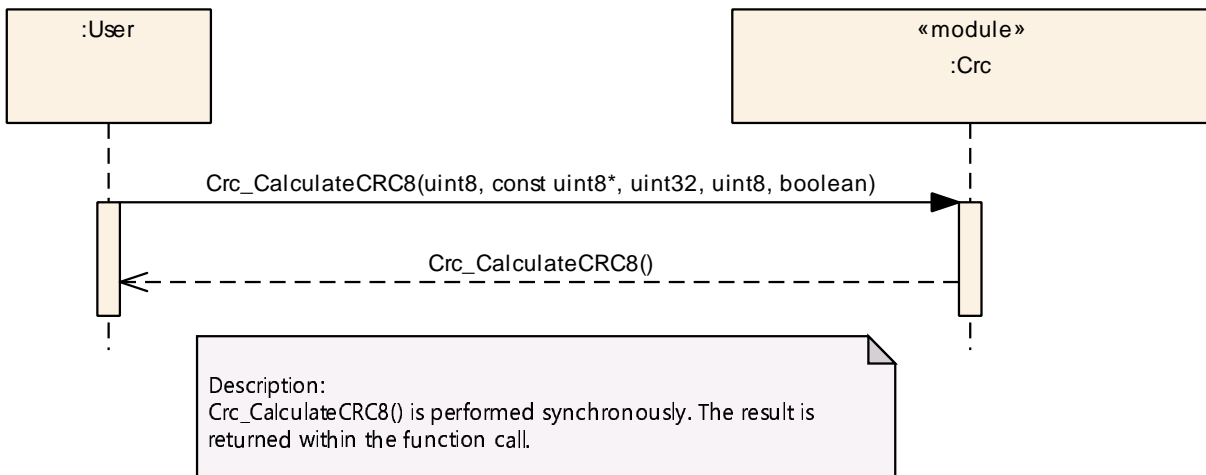 :User
«module»
:Crc
Crc_CalculateCRC8(uint8, const uint8*, uint32, uint8, boolean)
Crc_CalculateCRC8()
Description:
Crc_CalculateCRC8() is performed synchronously. The result is
returned within the function call.